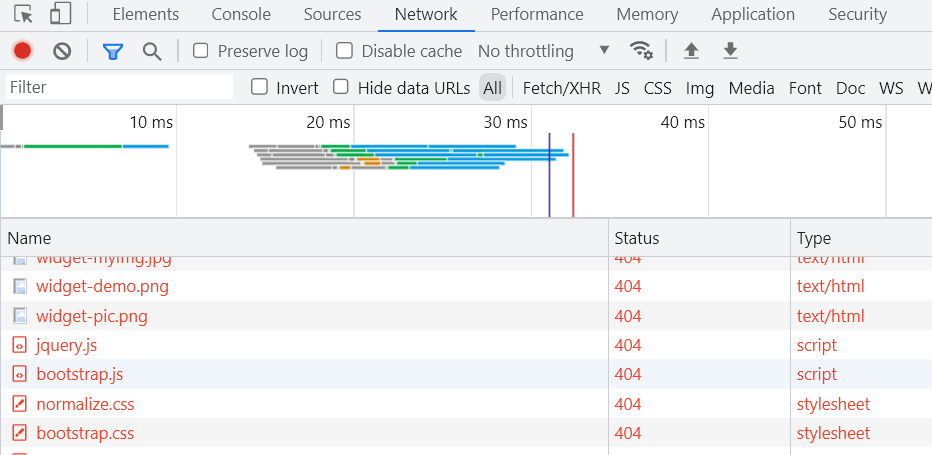 Elements Console Sources Network Performance Memory Application Security
Preserve log Disable cache No throttling
Filter Invert Hide data URLs All Fetch/XHR JS CSS Img Media Font Doc WS W
10 ms 20 ms 30 ms 40 ms 50 ms
Name Status Type
widget-myimg.jpg 404 text/html
widget-demo.png 404 text/html
widget-pic.png 404 text/html
jquery.js 404 script
bootstrap.js 404 script
normalize.css 404 stylesheet
bootstrap.css 404 stylesheet